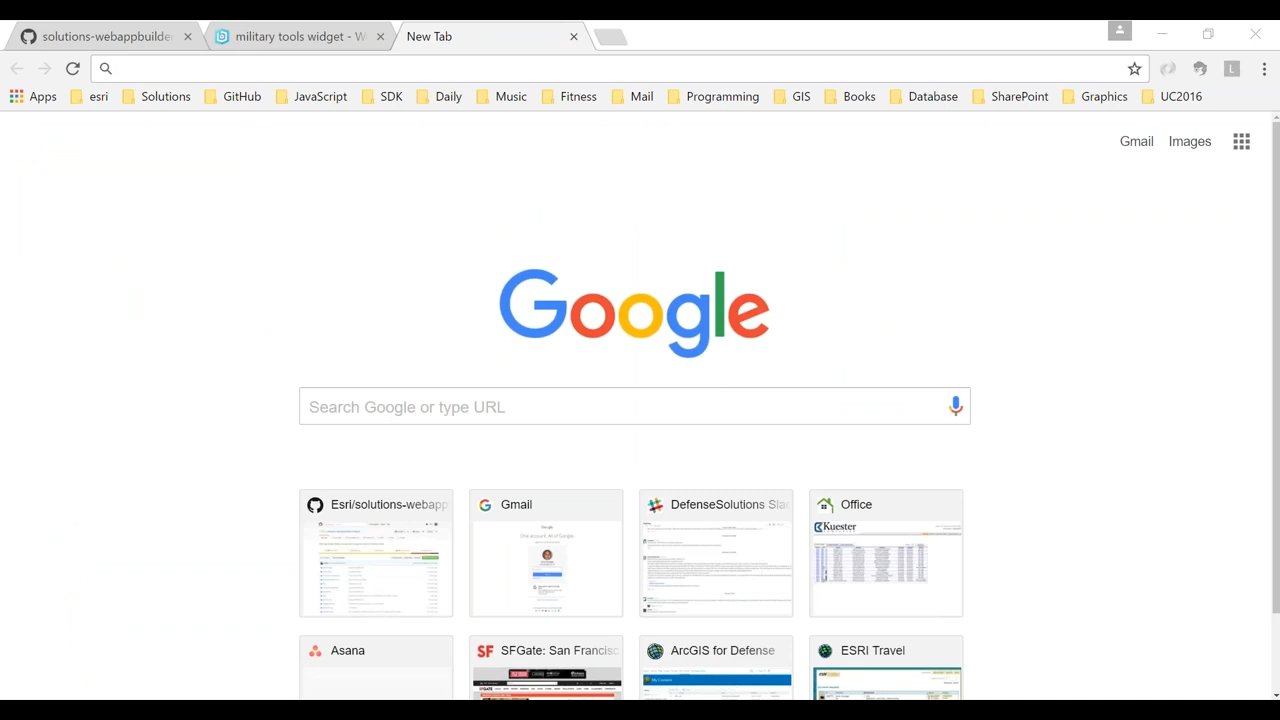 solutions-webappbuilder
military tools widget - W
New Tab
Apps esri Solutions GitHub JavaScript SDK Daily Music Fitness Mail Programming GIS Books Database SharePoint Graphics UC2016
Gmail Images
Google
Search Google or type URL
Esri/solutions-webapp Gmail DefenseSolutions Sla Office
Kuester
Asana SF SFGate: San Francisc ArcGIS for Defense ESRI Travel
SFGATE
L